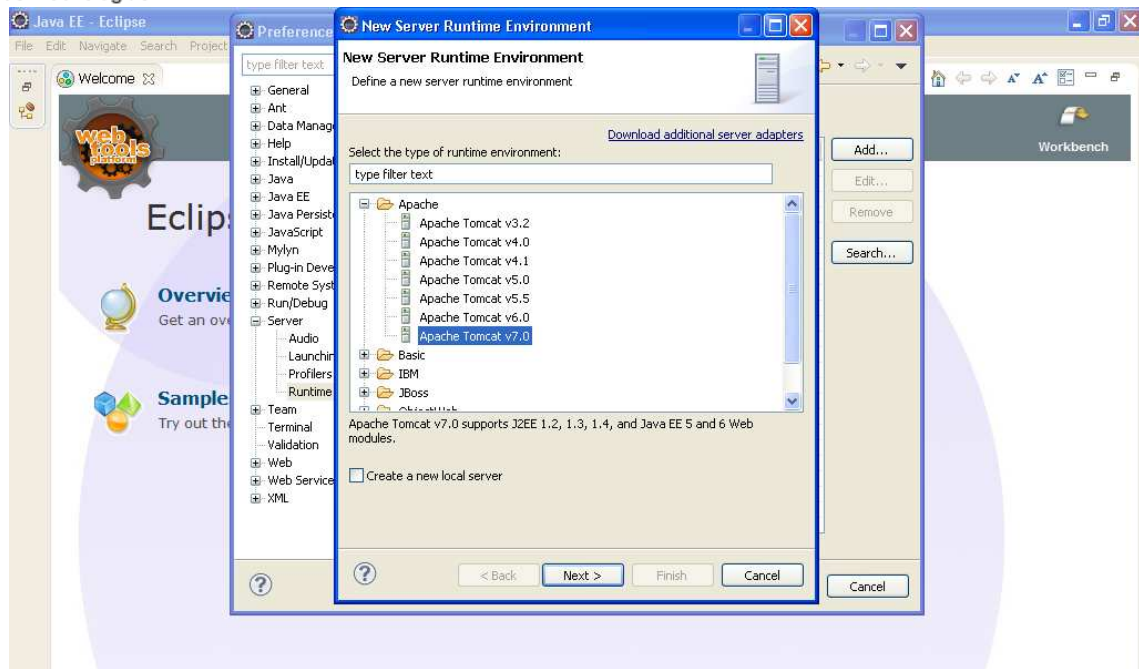 Java EE - Eclipse
File Edit Navigate Search Project
Welcome
web
tools
platform
Workbench
Overvie
Get an ov
Sample
Try out the
Preference
type filter text
General
Ant
Data Manag
Help
Install/Updat
Java
Java EE
Java Persist
JavaScript
Mylyn
Plug-in Deve
Remote Syst
Run/Debug
Server
Audio
Launchin
Profilers
Runtime
Team
Terminal
Validation
Web
Web Service
XML
Add...
Edit...
Remove
Search...
Cancel
New Server Runtime Environment
New Server Runtime Environment
Define a new server runtime environment
Download additional server adapters
Select the type of runtime environment:
type filter text
Apache
Apache Tomcat v3.2
Apache Tomcat v4.0
Apache Tomcat v4.1
Apache Tomcat v5.0
Apache Tomcat v5.5
Apache Tomcat v6.0
Apache Tomcat v7.0
Basic
IBM
JBoss
Apache Tomcat v7.0 supports J2EE 1.2, 1.3, 1.4, and Java EE 5 and 6 Web
modules.
Create a new local server
< Back Next > Finish Cancel